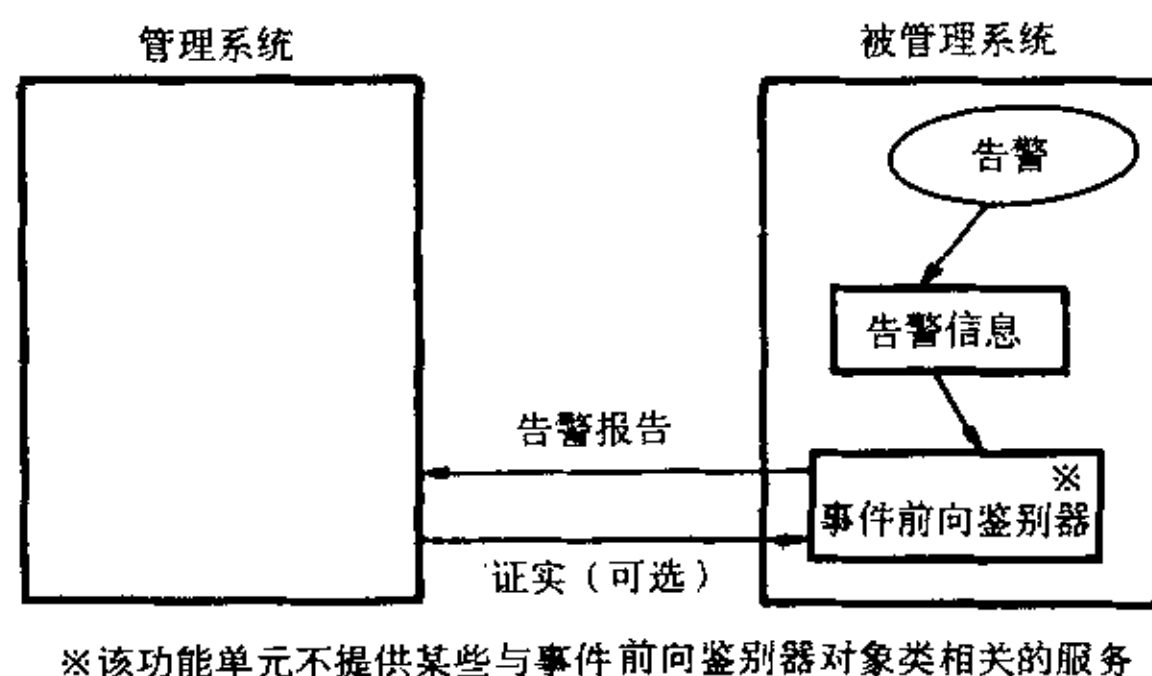 管理系统
被管理系统
告警
告警信息
告警报告
※
事件前向鉴别器
证实（可选）
※该功能单元不提供某些与事件前向鉴别器对象类相关的服务